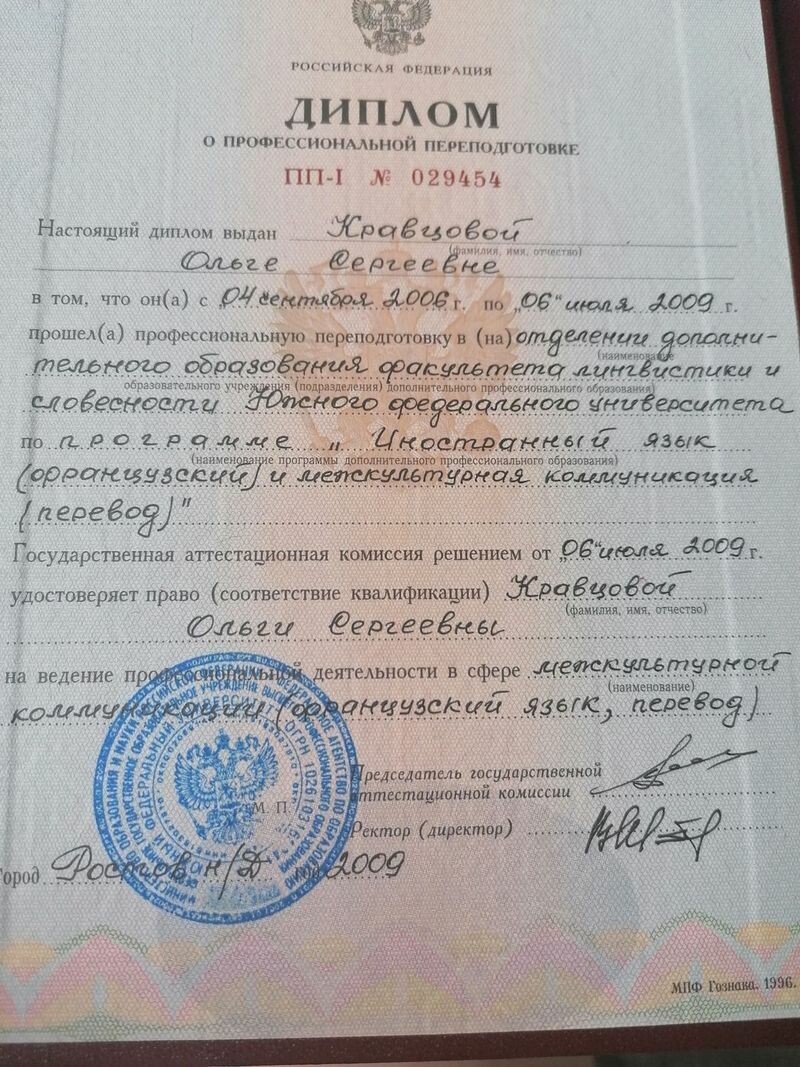 РОССИЙСКАЯ ФЕДЕРАЦИЯ
ДИПЛОМ
О ПРОФЕССИОНАЛЬНОЙ ПЕРЕПОДГОТОВКЕ
ПП-I № 029454
Настоящий диплом выдан Кравцовой
(фамилия, имя, отчество)
Ольге Сергеевне
в том, что он(а) с „04 сентября 2006 г. по „06“ июля 2009 г.
прошел(а) профессиональную переподготовку в (на) отделении дополни-
(наименование
тельного образования факультета лингвистики и
образовательного учреждения (подразделения) дополнительного профессионального образования)
словесности Южного федерального университета
по программе „Иностранный язык
(наименование программы дополнительного профессионального образования)
(французский) и межкультурная коммуникация
(перевод)"
Государственная аттестационная комиссия решением от „06“ июля 2009 г.
удостоверяет право (соответствие квалификации) Кравцовой
(фамилия, имя, отчество)
Ольги Сергеевны
на ведение профессиональной деятельности в сфере межкультурной
(наименование)
коммуникации (французский язык, перевод)
Председатель государственной
аттестационной комиссии
М. П.
Ректор (директор)
Город Ростов н/Д год 2009
МПФ Гознака. 1996.